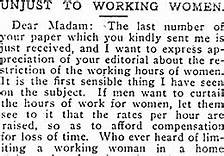 UNJUST TO WORKING WOMEN.
Dear Madam: The last number of
your paper which you kindly sent me is
just received, and I want to express ap-
preciation of your editorial about the re-
striction of the working hours of women.
It is the first sensible thing I have seen
on the subject. If men want to curtail
the hours of work for women, let them
see to it that the rates per hour are
raised, so as to afford compensation
for loss of time. Who ever heard of lim-
iting a working woman in a home